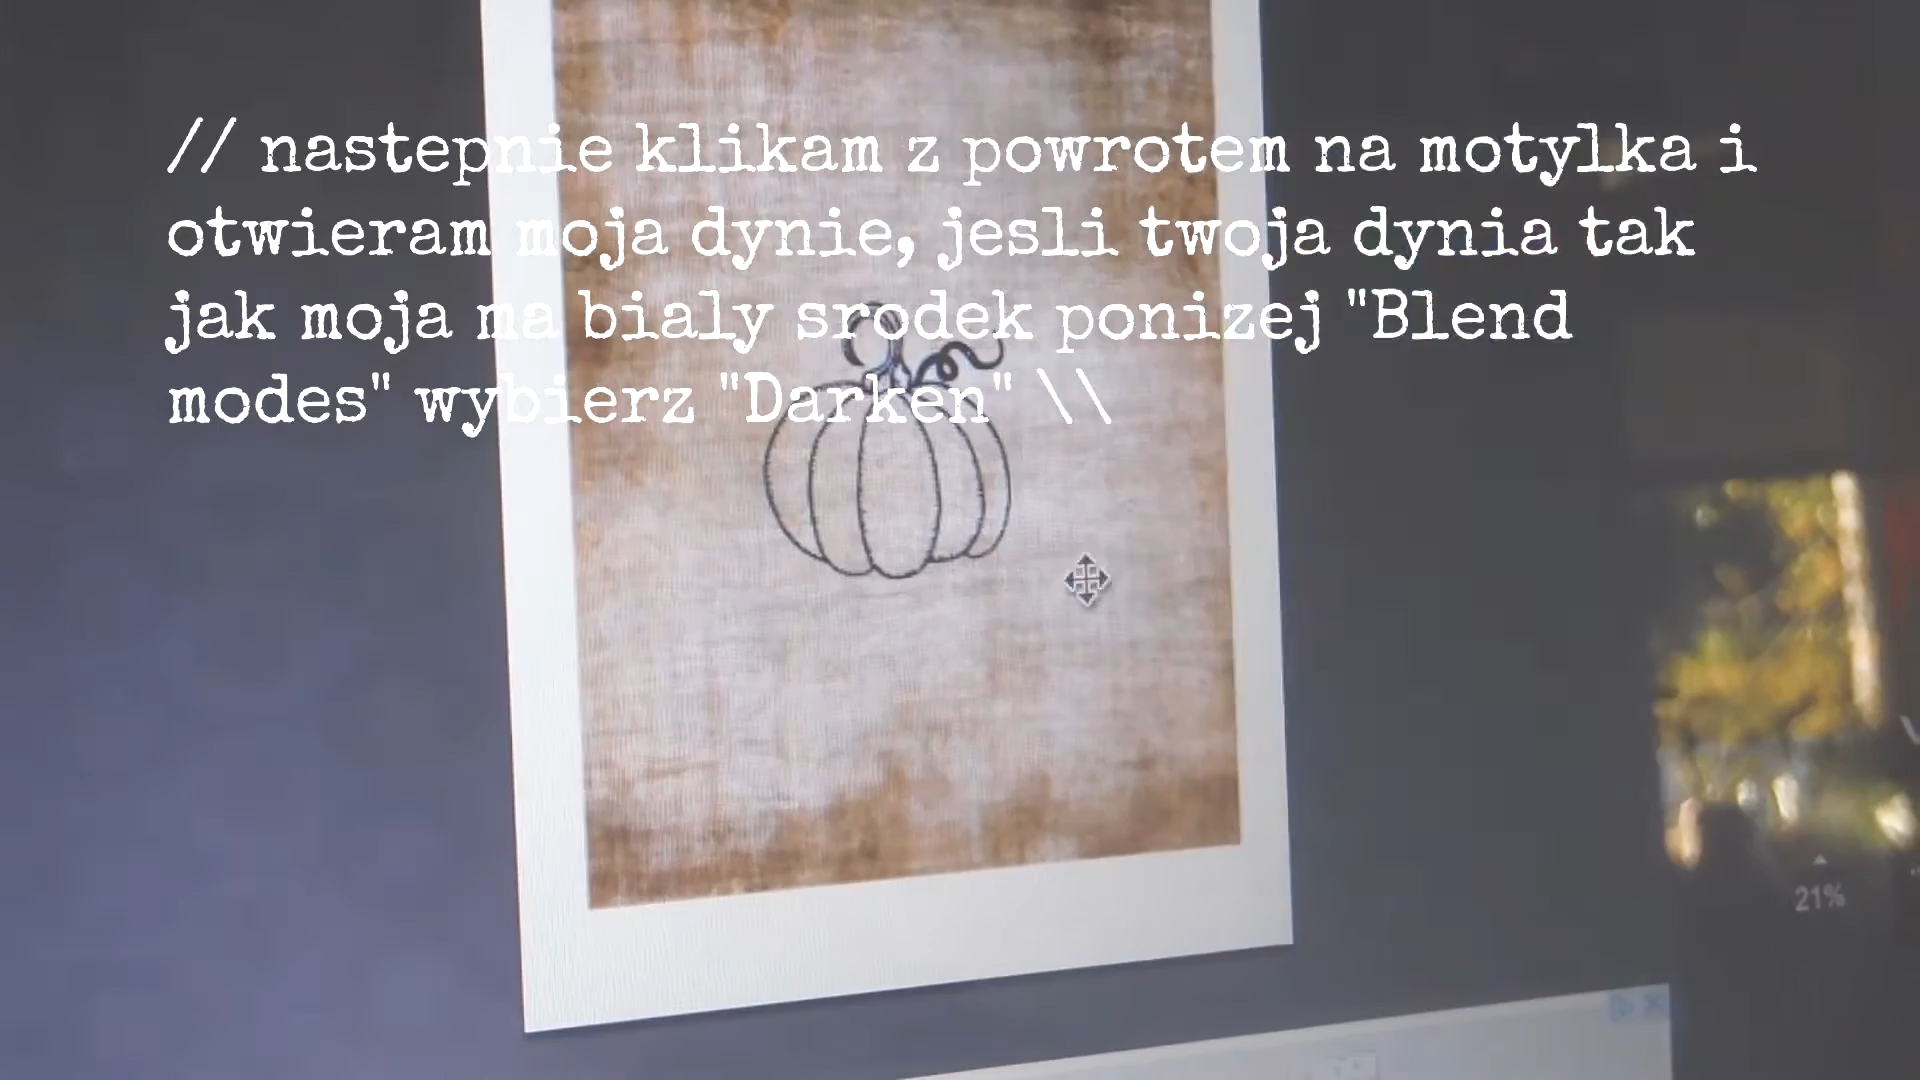 // nastepnie klikam z powrotem na motylka i
otwieram moja dynie, jesli twoja dynia tak
jak moja ma bialy srodek ponizej "Blend
modes" wybierz "Darken" \\
21%